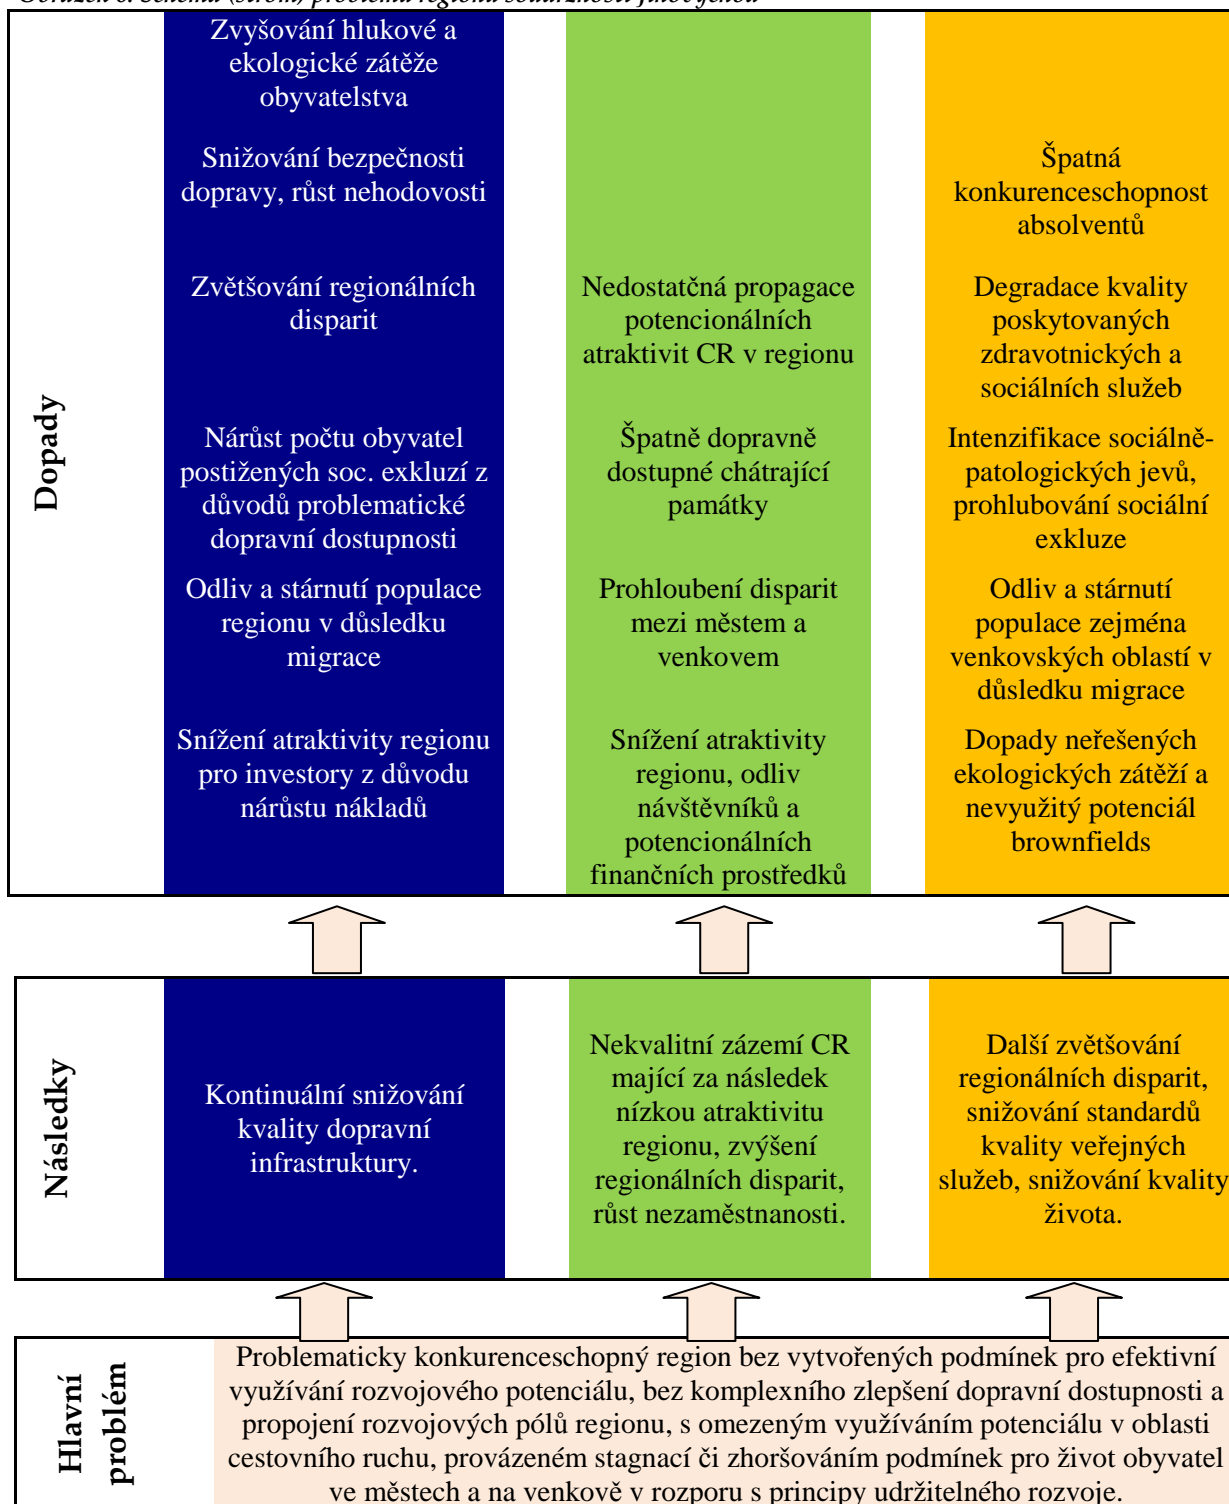 Obrázek 6: Schéma (strom) problémů regionu soudržnosti Jihovýchod
Dopady
Zvyšování hlukové a
ekologické zátěže
obyvatelstva
Snižování bezpečnosti
dopravy, růst nehodovosti
Zvětšování regionálních
disparit
Nárůst počtu obyvatel
postižených soc. exkluzí z
důvodů problematické
dopravní dostupnosti
Odliv a stárnutí populace
regionu v důsledku
migrace
Snížení atraktivity regionu
pro investory z důvodu
nárůstu nákladů
Nedostatčná propagace
potencionálních
atraktivit CR v regionu
Špatně dopravně
dostupné chátrající
památky
Prohloubení disparit
mezi městem a
venkovem
Snížení atraktivity
regionu, odliv
návštěvníků a
potencionálních
finančních prostředků
Špatná
konkurenceschopnost
absolventů
Degradace kvality
poskytovaných
zdravotnických a
sociálních služeb
Intenzifikace sociálně-
patologických jevů,
prohlubování sociální
exkluze
Odliv a stárnutí
populace zejména
venkovských oblastí v
důsledku migrace
Dopady neřešených
ekologických zátěží a
nevyužitý potenciál
brownfields
Následky
Kontinuální snižování
kvality dopravní
infrastruktury.
Nekvalitní zázemí CR
mající za následek
nízkou atraktivitu
regionu, zvýšení
regionálních disparit,
růst nezaměstnanosti.
Další zvětšování
regionálních disparit,
snižování standardů
kvality veřejných
služeb, snižování kvality
života.
Hlavní
problém
Problematicky konkurenceschopný region bez vytvořených podmínek pro efektivní
využívání rozvojového potenciálu, bez komplexního zlepšení dopravní dostupnosti a
propojení rozvojových pólů regionu, s omezeným využíváním potenciálu v oblasti
cestovního ruchu, provázeném stagnací či zhoršováním podmínek pro život obyvatel
ve městech a na venkově v rozporu s principy udržitelného rozvoje.